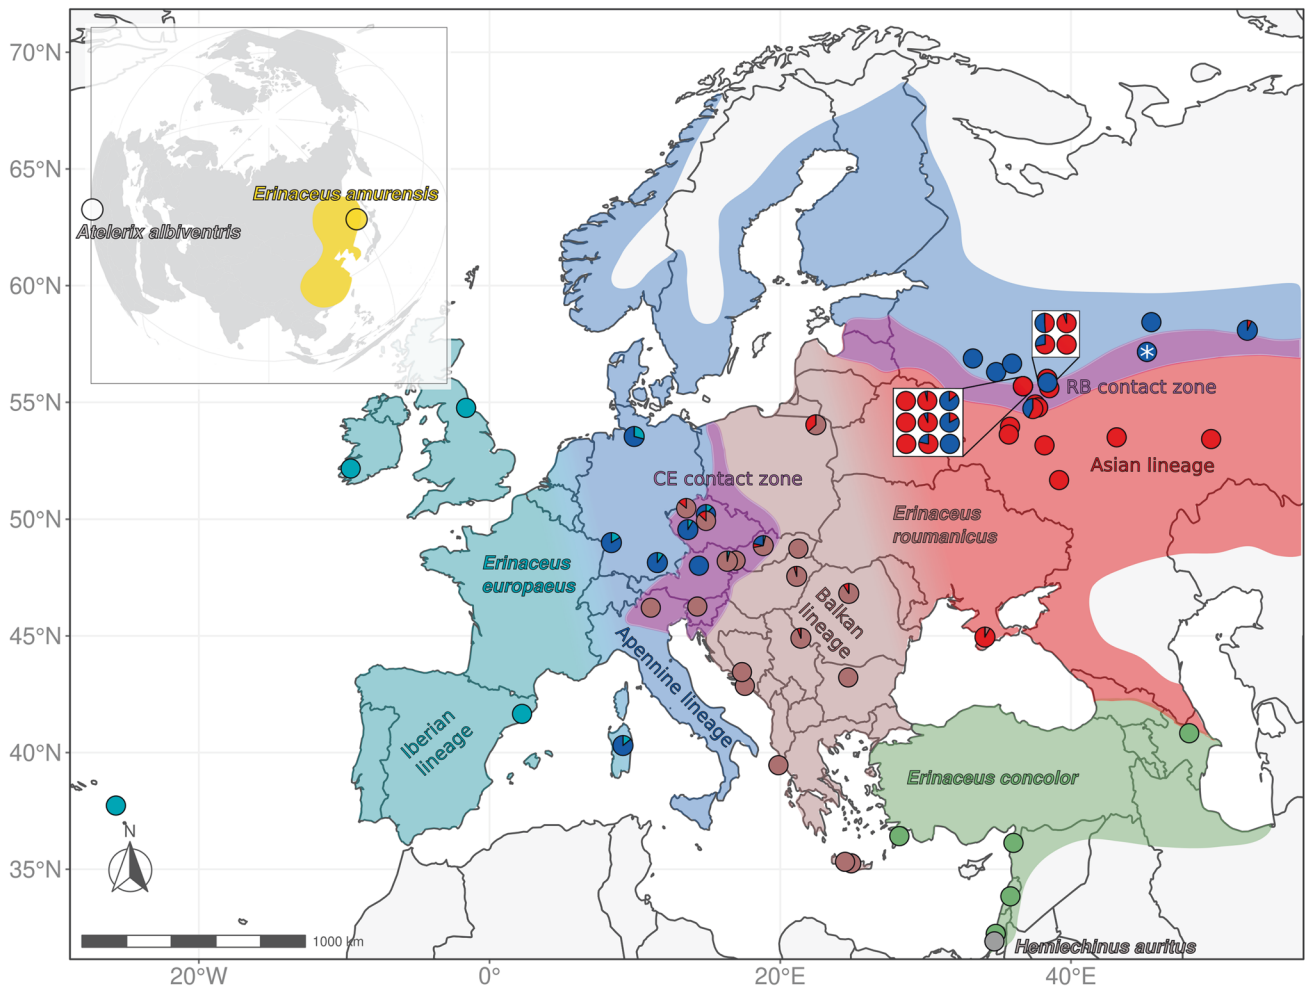 70°N
65°N
60°N
55°N
50°N
45°N
40°N
35°N
20°W
0°
20°E
40°E
Erinaceus amurensis
Atelerix albiventris
RB contact zone
Asian lineage
CE contact zone
Erinaceus
roumanicus
Erinaceus
europaeus
Balkan
lineage
Apennine lineage
Iberian
lineage
Erinaceus concolor
Hemiechinus auritus
N
1000 km